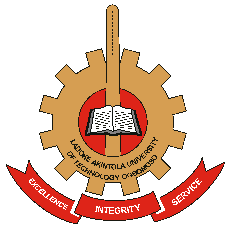 LADOKE AKINTOLA UNIVERSITY
OF TECHNOLOGY OGBOMOSO
EXCELLENCE
INTEGRITY
SERVICE